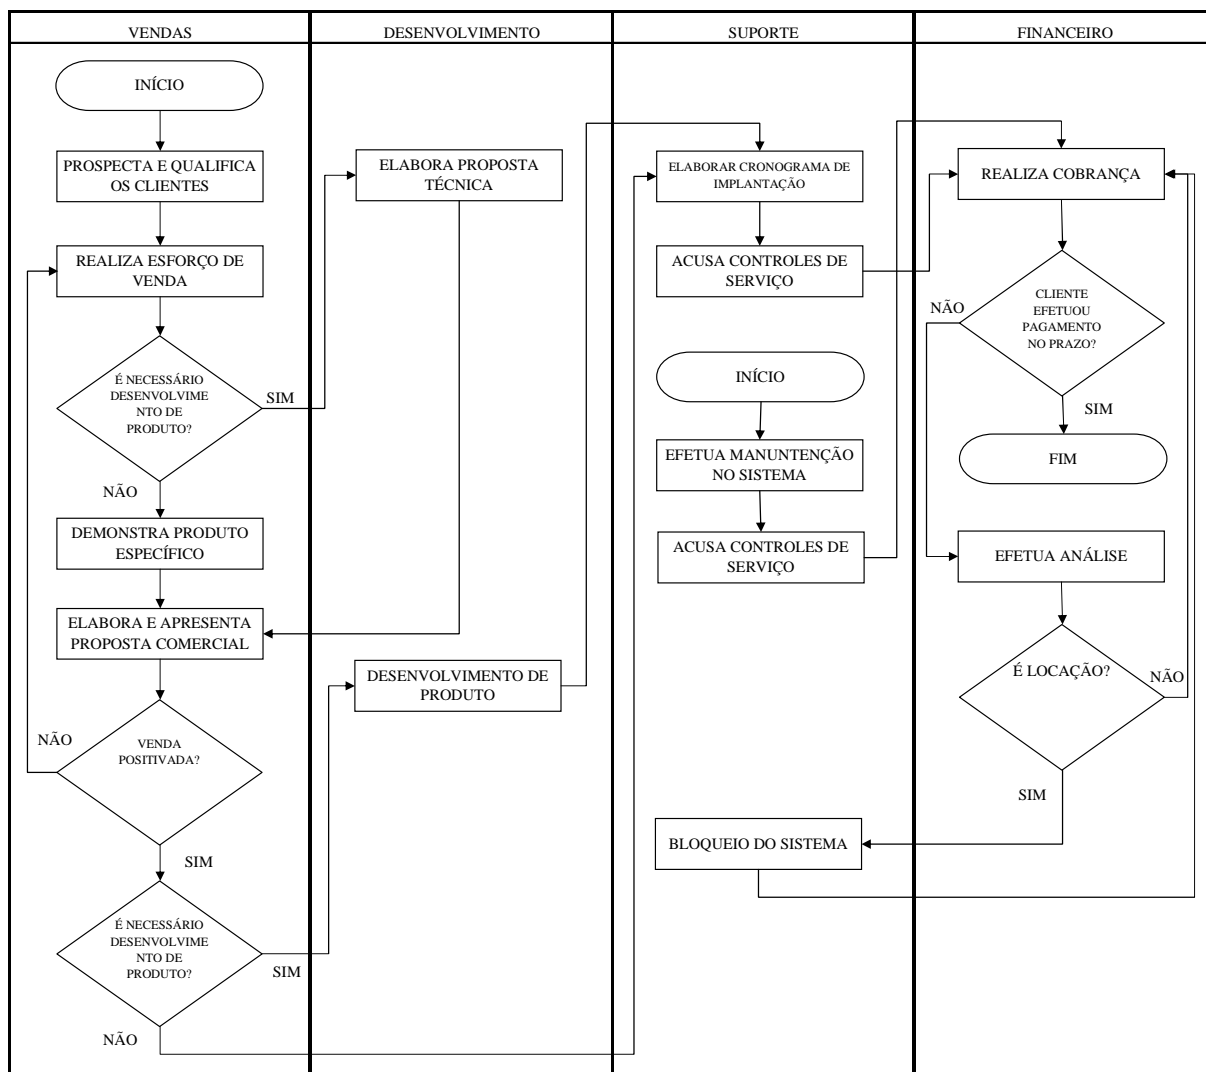 VENDAS
DESENVOLVIMENTO
SUPORTE
FINANCEIRO
INÍCIO
PROSPECTA E QUALIFICA
OS CLIENTES
REALIZA ESFORÇO DE
VENDA
É NECESSÁRIO
DESENVOLVIME
NTO DE
PRODUTO?
SIM
NÃO
DEMONSTRA PRODUTO
ESPECÍFICO
ELABORA E APRESENTA
PROPOSTA COMERCIAL
NÃO
VENDA
POSITIVADA?
SIM
É NECESSÁRIO
DESENVOLVIME
NTO DE
PRODUTO?
SIM
NÃO
ELABORA PROPOSTA
TÉCNICA
DESENVOLVIMENTO DE
PRODUTO
ELABORAR CRONOGRAMA DE
IMPLANTAÇÃO
ACUSA CONTROLES DE
SERVIÇO
INÍCIO
EFETUA MANUNTENÇÃO
NO SISTEMA
ACUSA CONTROLES DE
SERVIÇO
BLOQUEIO DO SISTEMA
REALIZA COBRANÇA
NÃO
CLIENTE
EFETUOU
PAGAMENTO
NO PRAZO?
SIM
FIM
EFETUA ANÁLISE
É LOCAÇÃO?
NÃO
SIM